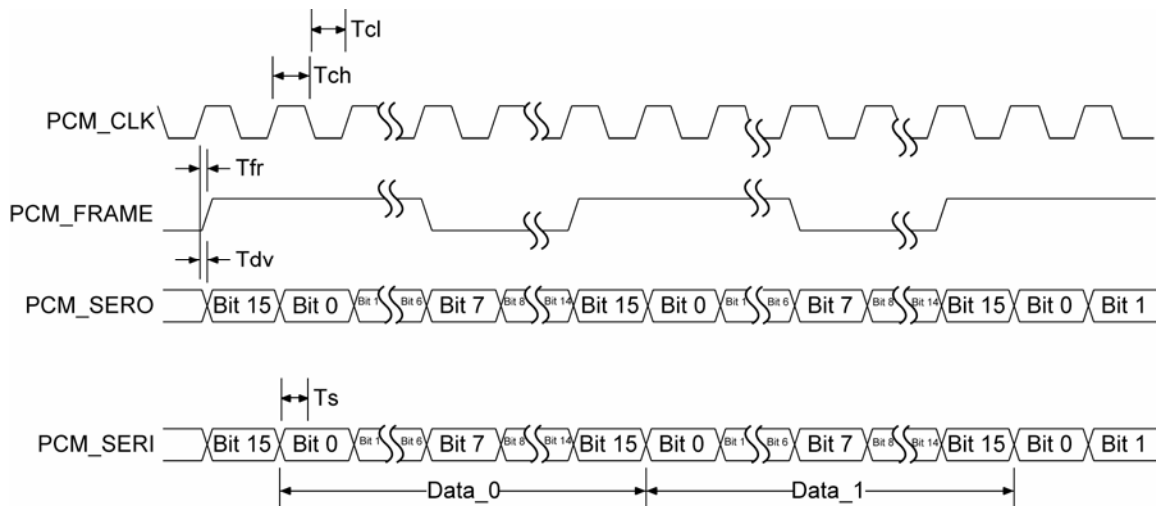 Tcl
Tch
PCM_CLK
Tfr
PCM_FRAME
Tdv
PCM_SERO Bit 15 Bit 0 Bit 1 Bit 6 Bit 7 Bit 8 Bit 14 Bit 15 Bit 0 Bit 1 Bit 6 Bit 7 Bit 8 Bit 14 Bit 15 Bit 0 Bit 1
Ts
PCM_SERI Bit 15 Bit 0 Bit 1 Bit 6 Bit 7 Bit 8 Bit 14 Bit 15 Bit 0 Bit 1 Bit 6 Bit 7 Bit 8 Bit 14 Bit 15 Bit 0 Bit 1
Data_0 Data_1